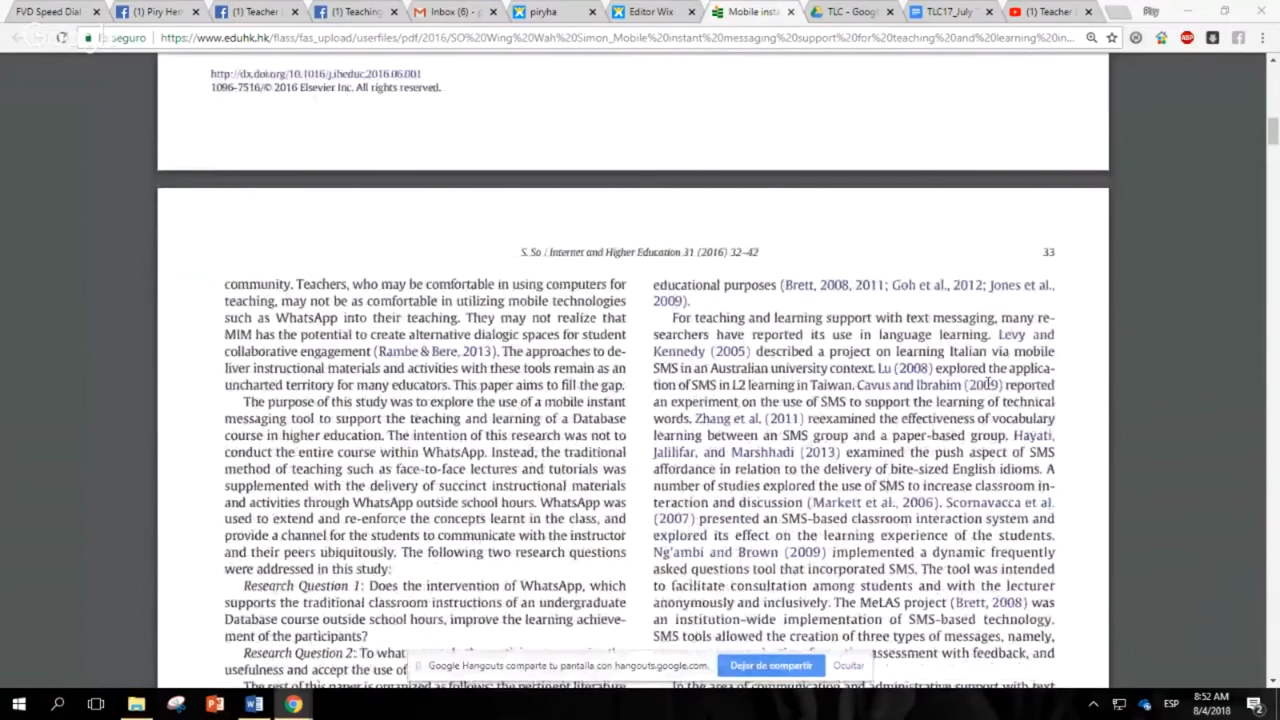 FVD Speed Dial
(1) Piry Her
(1) Teacher
(1) Teaching
Inbox (6) - p
piryha
Editor Wix
Mobile insta
TLC - Goog
TLC17_July
(1) Teacher
seguro
https://www.eduhk.hk/flass/fas_upload/userfiles/pdf/2016/SO%20Wing%20Wah%20Simon_Mobile%20instant%20messaging%20support%20for%20teaching%20and%20learning%20in...
http://dx.doi.org/10.1016/j.iheduc.2016.06.001
1096-7516/© 2016 Elsevier Inc. All rights reserved.
S. So / Internet and Higher Education 31 (2016) 32–42
33
community. Teachers, who may be comfortable in using computers for
teaching, may not be as comfortable in utilizing mobile technologies
such as WhatsApp into their teaching. They may not realize that
MIM has the potential to create alternative dialogic spaces for student
collaborative engagement (Rambe & Bere, 2013). The approaches to de-
liver instructional materials and activities with these tools remain as an
uncharted territory for many educators. This paper aims to fill the gap.
The purpose of this study was to explore the use of a mobile instant
messaging tool to support the teaching and learning of a Database
course in higher education. The intention of this research was not to
conduct the entire course within WhatsApp. Instead, the traditional
method of teaching such as face-to-face lectures and tutorials was
supplemented with the delivery of succinct instructional materials
and activities through WhatsApp outside school hours. WhatsApp was
used to extend and re-enforce the concepts learnt in the class, and
provide a channel for the students to communicate with the instructor
and their peers ubiquitously. The following two research questions
were addressed in this study:
Research Question 1: Does the intervention of WhatsApp, which
supports the traditional classroom instructions of an undergraduate
Database course outside school hours, improve the learning achieve-
ment of the participants?
Research Question 2: To what
usefulness and accept the use of
The rest of this paper is organized as follows: the pertinent literature
educational purposes (Brett, 2008, 2011; Goh et al., 2012; Jones et al.,
2009).
For teaching and learning support with text messaging, many re-
searchers have reported its use in language learning. Levy and
Kennedy (2005) described a project on learning Italian via mobile
SMS in an Australian university context. Lu (2008) explored the applica-
tion of SMS in L2 learning in Taiwan. Cavus and Ibrahim (2009) reported
an experiment on the use of SMS to support the learning of technical
words. Zhang et al. (2011) reexamined the effectiveness of vocabulary
learning between an SMS group and a paper-based group. Hayati,
Jalilifar, and Marshhadi (2013) examined the push aspect of SMS
affordance in relation to the delivery of bite-sized English idioms. A
number of studies explored the use of SMS to increase classroom in-
teraction and discussion (Markett et al., 2006). Scornavacca et al.
(2007) presented an SMS-based classroom interaction system and
explored its effect on the learning experience of the students.
Ng'ambi and Brown (2009) implemented a dynamic frequently
asked questions tool that incorporated SMS. The tool was intended
to facilitate consultation among students and with the lecturer
anonymously and inclusively. The MeLAS project (Brett, 2008) was
an institution-wide implementation of SMS-based technology.
SMS tools allowed the creation of three types of messages, namely,
assessment with feedback, and
In the area of communication and administrative support with text
Google Hangouts comparte tu pantalla con hangouts.google.com.
Dejar de compartir
Ocultar
ESP
8:52 AM
8/4/2018
2